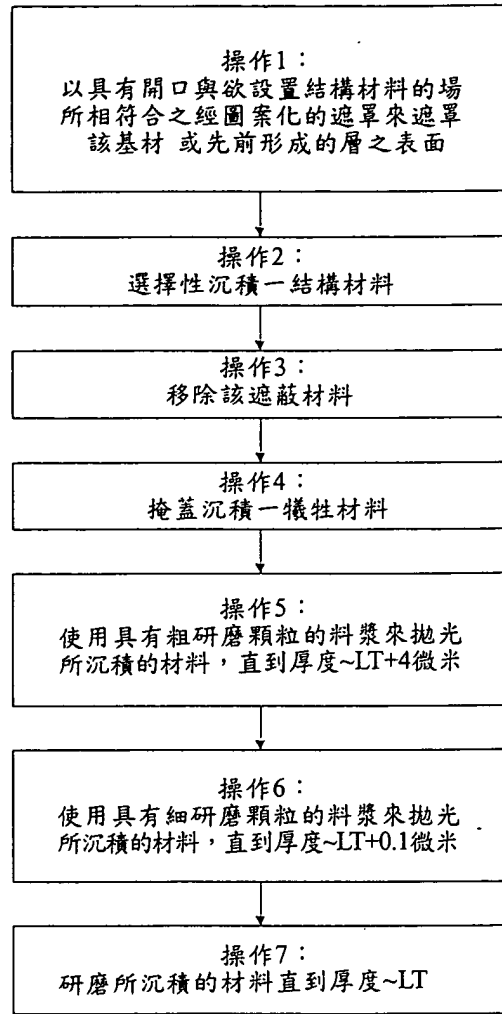 操作1：
以具有開口與欲設置結構材料的場
所相符合之經圖案化的遮罩來遮罩
該基材 或先前形成的層之表面
操作2：
選擇性沉積一結構材料
操作3：
移除該遮蔽材料
操作4：
掩蓋沉積一犧牲材料
操作5：
使用具有粗研磨顆粒的料漿來拋光
所沉積的材料，直到厚度~LT+4微米
操作6：
使用具有細研磨顆粒的料漿來拋光
所沉積的材料，直到厚度~LT+0.1微米
操作7：
研磨所沉積的材料直到厚度~LT